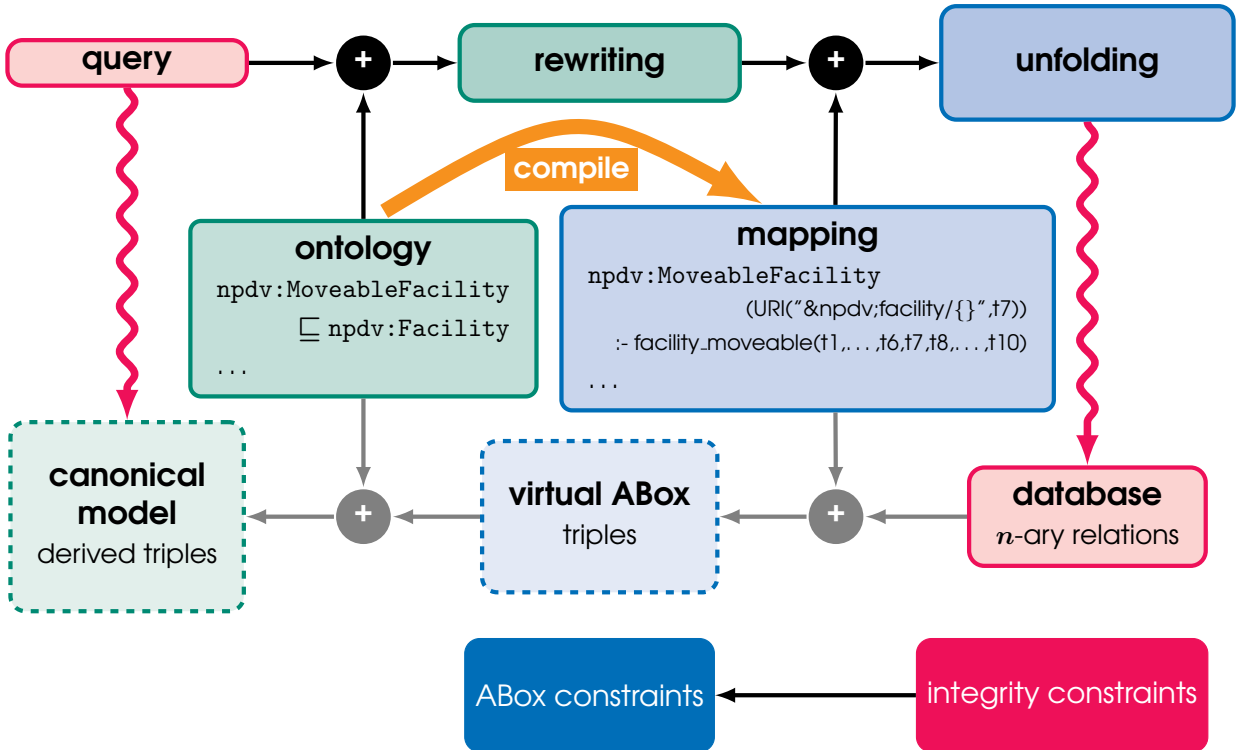 query
+
rewriting
+
unfolding
compile
ontology
npdv:MoveableFacility
⊑ npdv:Facility
...
mapping
npdv:MoveableFacility
(URI("&npdv;facility/{}",t7))
:- facility_moveable(t1,...,t6,t7,t8,...,t10)
...
canonical
model
derived triples
+
virtual ABox
triples
+
database
n-ary relations
ABox constraints
integrity constraints